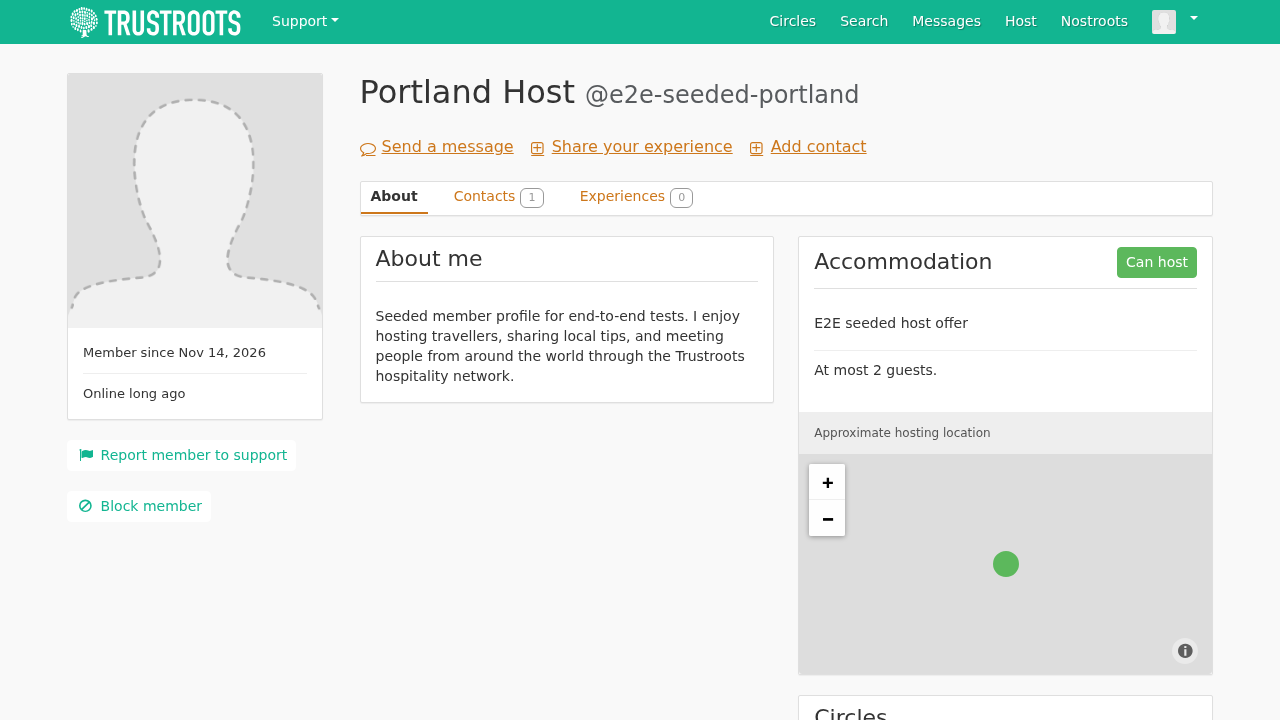 TRUSTROOTS Support Circles Search Messages Host Nostroots
Portland Host @e2e-seeded-portland
Send a message Share your experience Add contact
About Contacts 1 Experiences 0
Member since Nov 14, 2026
Online long ago
Report member to support
Block member
About me
Seeded member profile for end-to-end tests. I enjoy
hosting travellers, sharing local tips, and meeting
people from around the world through the Trustroots
hospitality network.
Accommodation Can host
E2E seeded host offer
At most 2 guests.
Approximate hosting location
+
−
Circles